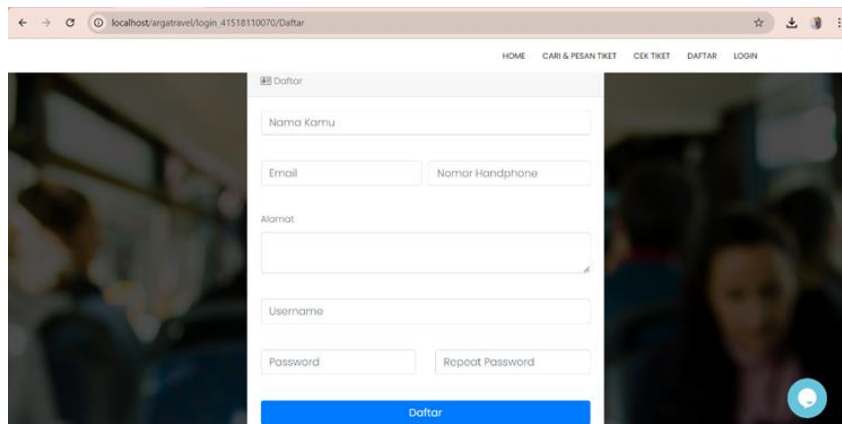 localhost/argatravel/login_41518110070/Daftar
HOME CARI & PESAN TIKET CEK TIKET DAFTAR LOGIN
Daftar
Nama Kamu
Email Nomor Handphone
Alamat
Username
Password Repeat Password
Daftar